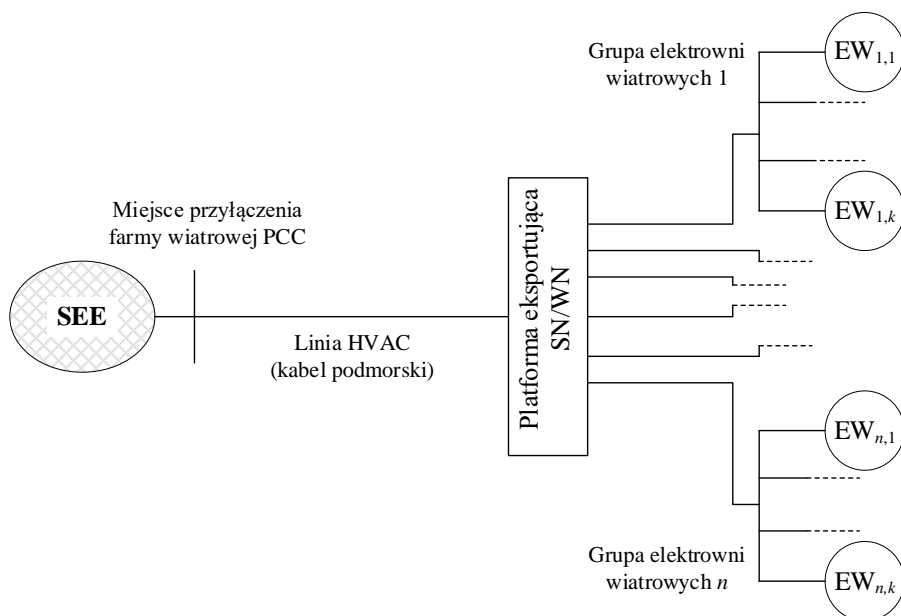 Grupa elektrowni
wiatrowych 1
EW1,1
EW1,k
Miejsce przyłączenia
farmy wiatrowej PCC
SEE
Linia HVAC
(kabel podmorski)
Platforma eksportująca
SN/WN
EWn,1
Grupa elektrowni
wiatrowych n
EWn,k